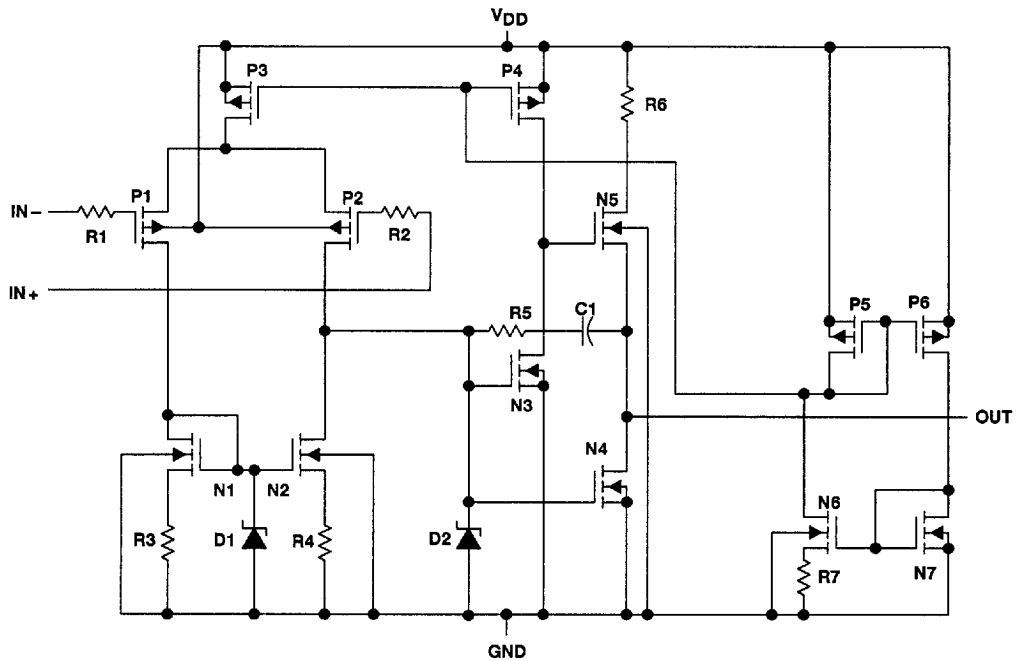 VDD
P3
P4
R6
P1
P2
N5
IN–
R1
R2
IN+
R5
C1
P5
P6
N3
OUT
N4
N1
N2
N6
R3
D1
R4
D2
R7
N7
GND